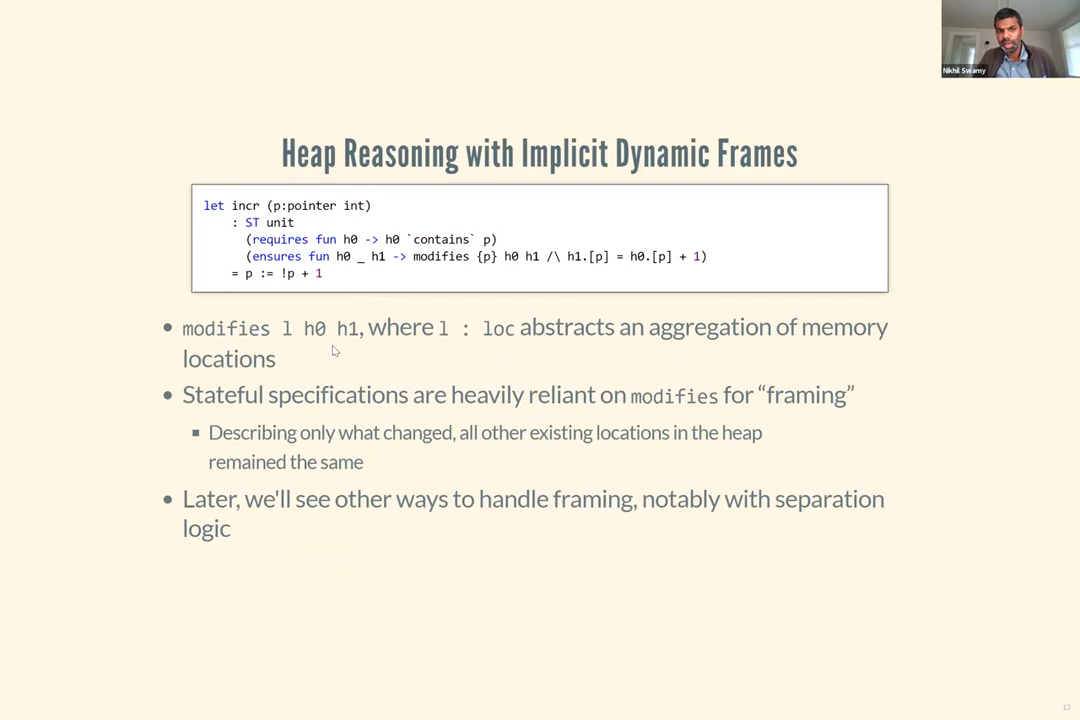 Nikhil Swamy
Heap Reasoning with Implicit Dynamic Frames
let incr (p:pointer int)
: ST unit
(requires fun h0 -> h0 `contains` p)
(ensures fun h0 _ h1 -> modifies {p} h0 h1 /\ h1.[p] = h0.[p] + 1)
= p := !p + 1
• modifies l h0 h1, where l : loc abstracts an aggregation of memory
locations
• Stateful specifications are heavily reliant on modifies for “framing”
▪ Describing only what changed, all other existing locations in the heap
remained the same
• Later, we'll see other ways to handle framing, notably with separation
logic
13